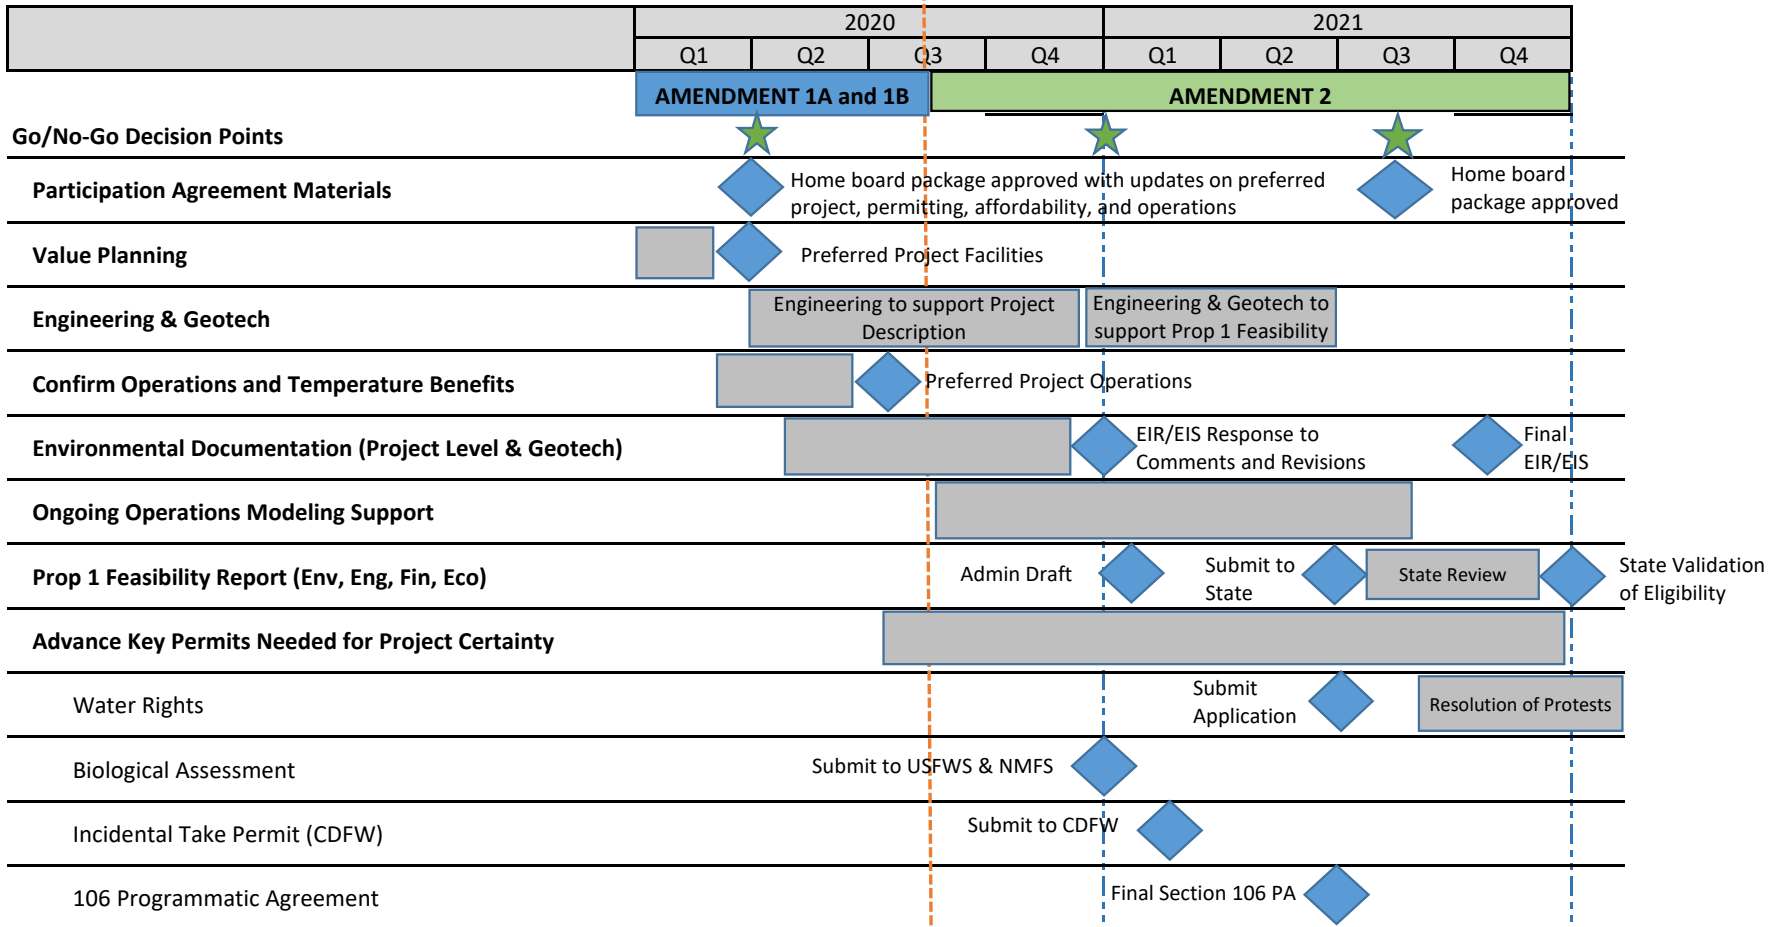 2020
2021
Q1
Q2
Q3
Q4
Q1
Q2
Q3
Q4
AMENDMENT 1A and 1B
AMENDMENT 2
Go/No-Go Decision Points
Participation Agreement Materials
Home board package approved with updates on preferred
project, permitting, affordability, and operations
Home board
package approved
Value Planning
Preferred Project Facilities
Engineering & Geotech
Engineering to support Project
Description
Engineering & Geotech to
support Prop 1 Feasibility
Confirm Operations and Temperature Benefits
Preferred Project Operations
Environmental Documentation (Project Level & Geotech)
EIR/EIS Response to
Comments and Revisions
Final
EIR/EIS
Ongoing Operations Modeling Support
Prop 1 Feasibility Report (Env, Eng, Fin, Eco)
Admin Draft
Submit to
State
State Review
State Validation
of Eligibility
Advance Key Permits Needed for Project Certainty
Water Rights
Submit
Application
Resolution of Protests
Biological Assessment
Submit to USFWS & NMFS
Incidental Take Permit (CDFW)
Submit to CDFW
106 Programmatic Agreement
Final Section 106 PA